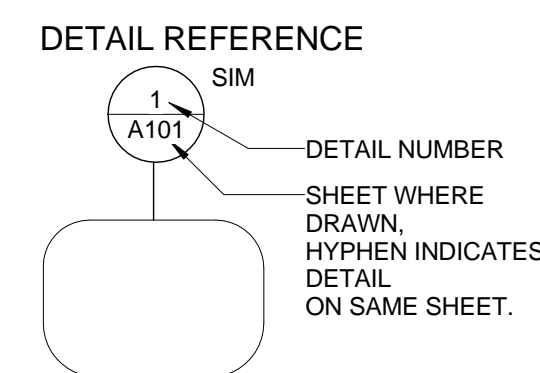 DETAIL REFERENCE
SIM
1
A101
DETAIL NUMBER
SHEET WHERE
DRAWN,
HYPHEN INDICATES
DETAIL
ON SAME SHEET.